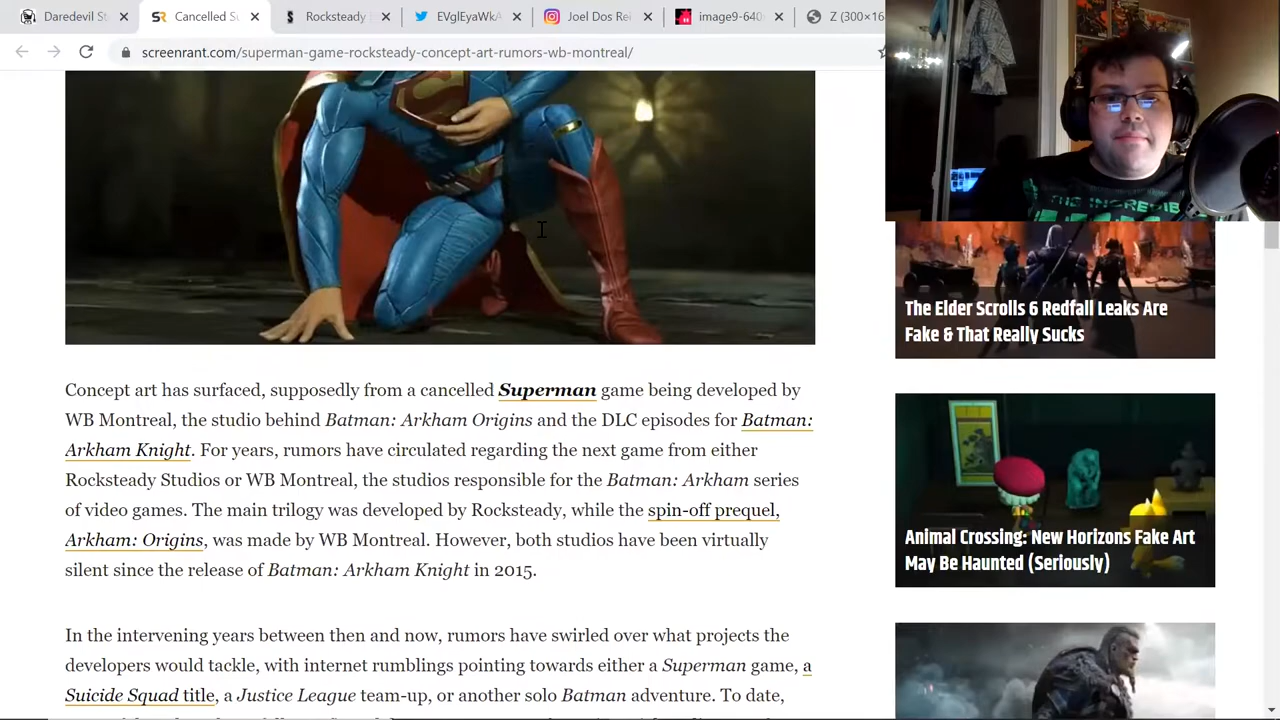 Daredevil S
Cancelled Su
Rocksteady
EVglEyaWkA
Joel Dos Rei
image9-640
Z (300×16
screenrant.com/superman-game-rocksteady-concept-art-rumors-wb-montreal/
THE INCREDIB
The Elder Scrolls 6 Redfall Leaks Are
Fake & That Really Sucks
Concept art has surfaced, supposedly from a cancelled Superman game being developed by
WB Montreal, the studio behind Batman: Arkham Origins and the DLC episodes for Batman:
Arkham Knight. For years, rumors have circulated regarding the next game from either
Rocksteady Studios or WB Montreal, the studios responsible for the Batman: Arkham series
of video games. The main trilogy was developed by Rocksteady, while the spin-off prequel,
Arkham: Origins, was made by WB Montreal. However, both studios have been virtually
silent since the release of Batman: Arkham Knight in 2015.
Animal Crossing: New Horizons Fake Art
May Be Haunted (Seriously)
In the intervening years between then and now, rumors have swirled over what projects the
developers would tackle, with internet rumblings pointing towards either a Superman game, a
Suicide Squad title, a Justice League team-up, or another solo Batman adventure. To date,